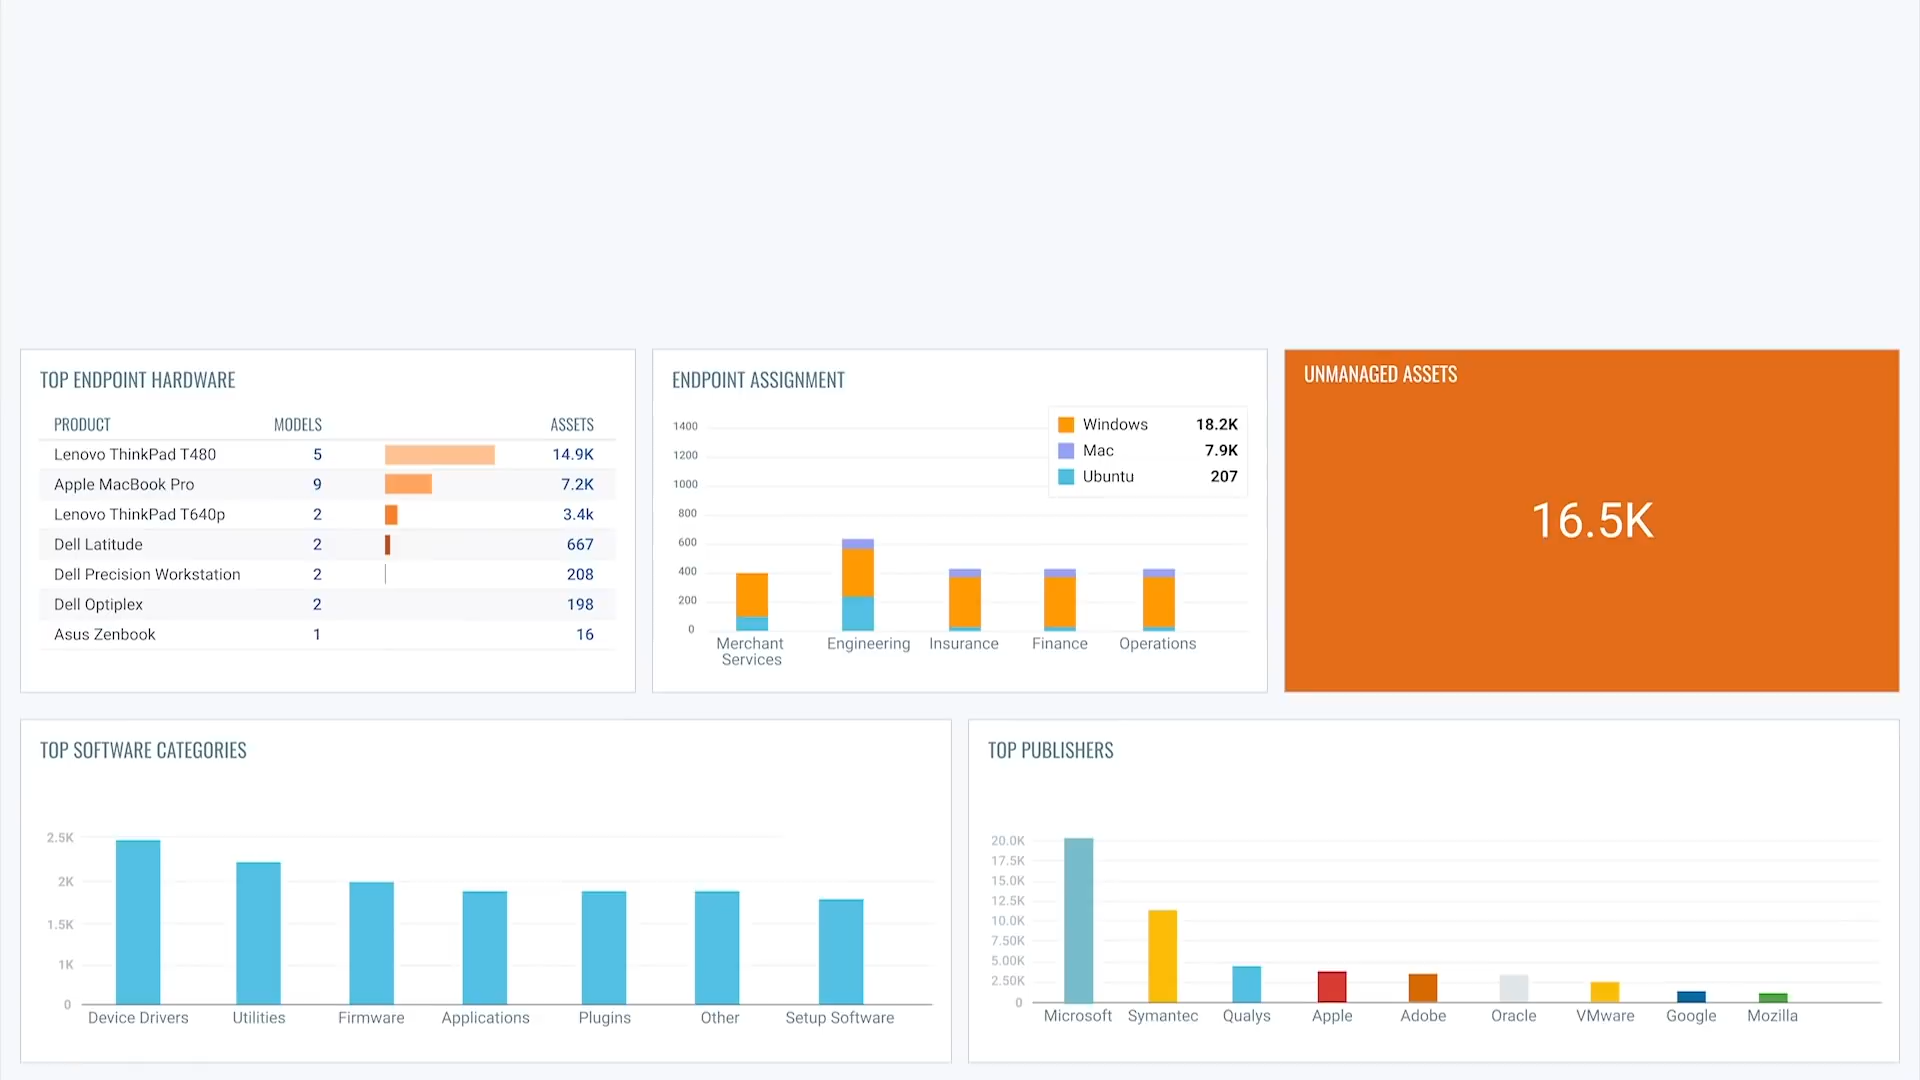 TOP ENDPOINT HARDWARE
PRODUCT MODELS ASSETS
Lenovo ThinkPad T480 5 14.9K
Apple MacBook Pro 9 7.2K
Lenovo ThinkPad T640p 2 3.4k
Dell Latitude 2 667
Dell Precision Workstation 2 208
Dell Optiplex 2 198
Asus Zenbook 1 16
ENDPOINT ASSIGNMENT
Windows 18.2K
Mac 7.9K
Ubuntu 207
1400
1200
1000
800
600
400
200
0
Merchant Services
Engineering
Insurance
Finance
Operations
UNMANAGED ASSETS
16.5K
TOP SOFTWARE CATEGORIES
2.5K
2K
1.5K
1K
0
Device Drivers Utilities Firmware Applications Plugins Other Setup Software
TOP PUBLISHERS
20.0K
17.5K
15.0K
12.5K
10.0K
7.50K
5.00K
2.50K
0
Microsoft Symantec Qualys Apple Adobe Oracle VMware Google Mozilla